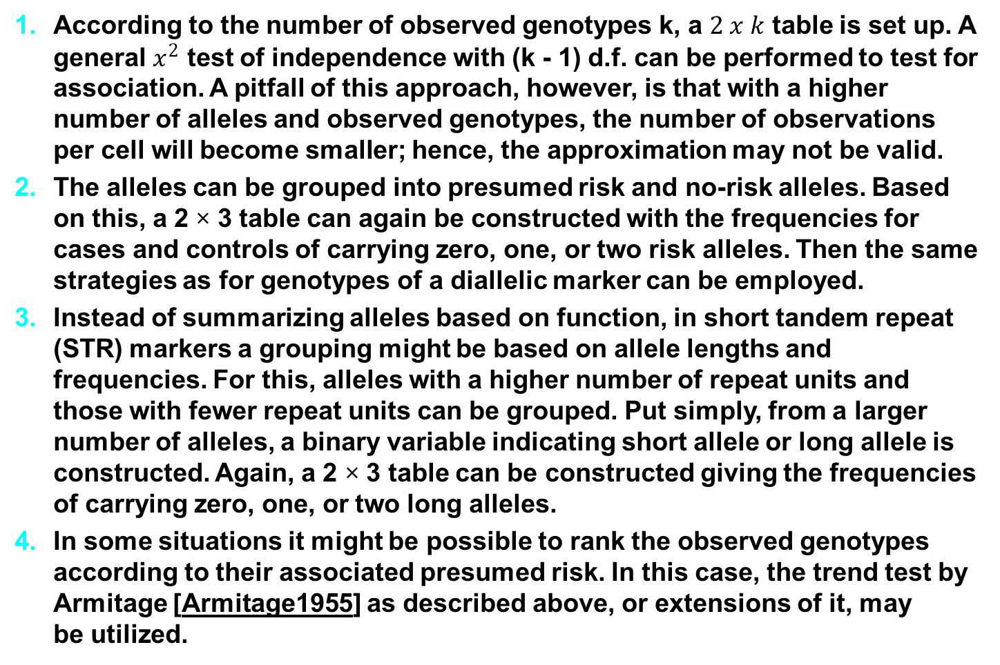 1. According to the number of observed genotypes k, a 2 x k table is set up. A
general x² test of independence with (k - 1) d.f. can be performed to test for
association. A pitfall of this approach, however, is that with a higher
number of alleles and observed genotypes, the number of observations
per cell will become smaller; hence, the approximation may not be valid.
2. The alleles can be grouped into presumed risk and no-risk alleles. Based
on this, a 2 × 3 table can again be constructed with the frequencies for
cases and controls of carrying zero, one, or two risk alleles. Then the same
strategies as for genotypes of a diallelic marker can be employed.
3. Instead of summarizing alleles based on function, in short tandem repeat
(STR) markers a grouping might be based on allele lengths and
frequencies. For this, alleles with a higher number of repeat units and
those with fewer repeat units can be grouped. Put simply, from a larger
number of alleles, a binary variable indicating short allele or long allele is
constructed. Again, a 2 × 3 table can be constructed giving the frequencies
of carrying zero, one, or two long alleles.
4. In some situations it might be possible to rank the observed genotypes
according to their associated presumed risk. In this case, the trend test by
Armitage [Armitage1955] as described above, or extensions of it, may
be utilized.